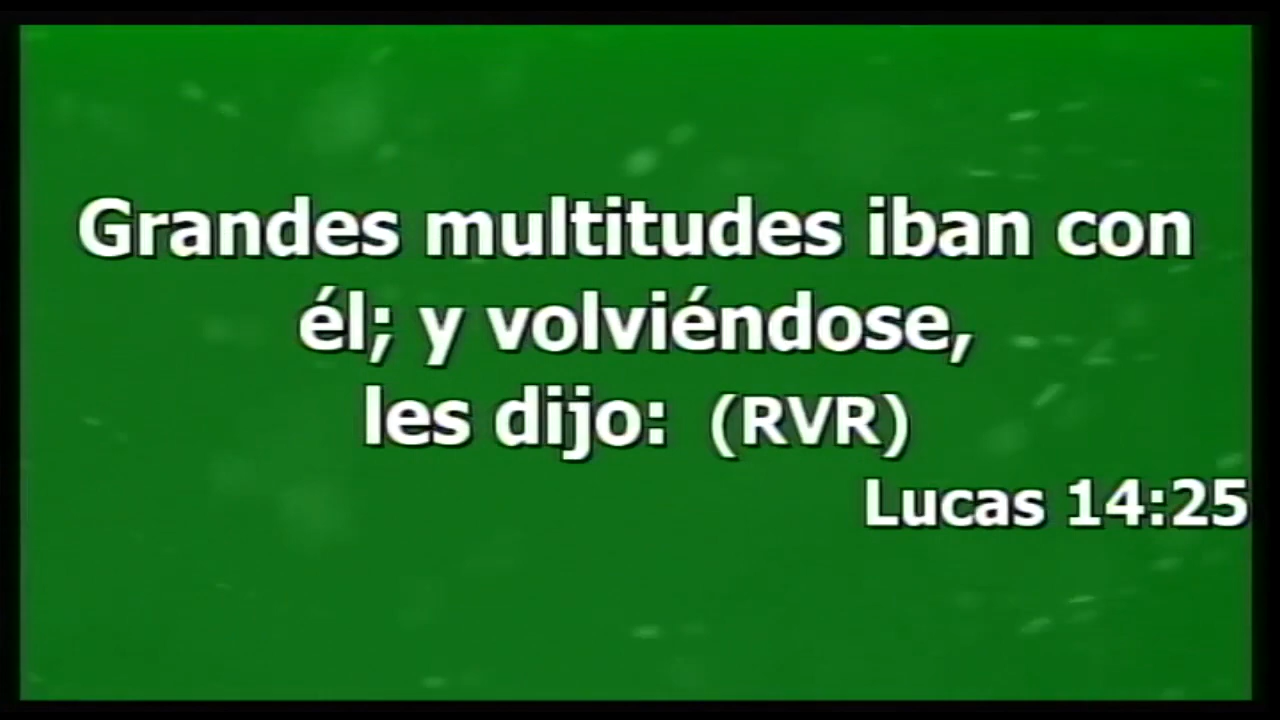 Grandes multitudes iban con
él; y volviéndose,
les dijo: (RVR)
Lucas 14:25